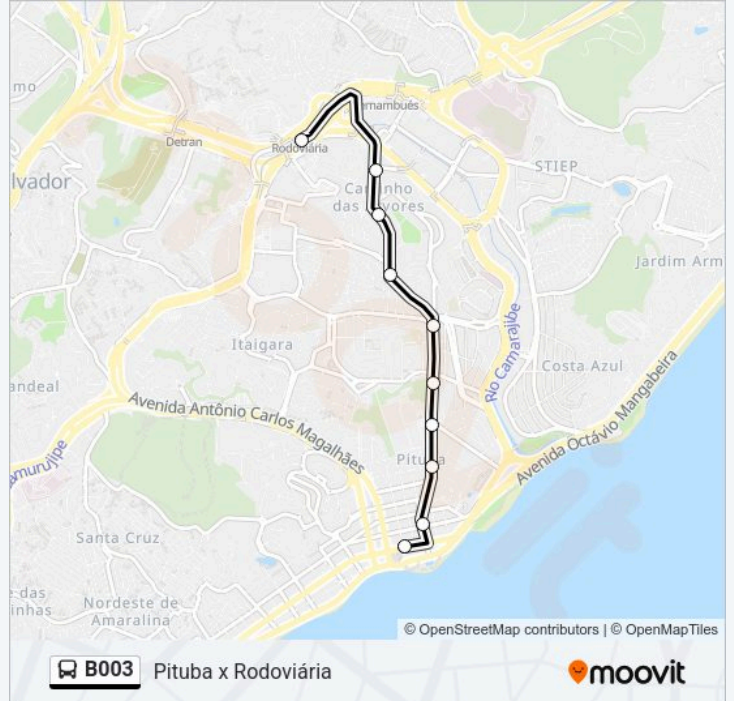 mo
Pernambués
Detran
Rodoviária
STIEP
lvador
Caminho
das Árvores
Jardim Arm
Rio Camarajibe
Itaigara
Costa Azul
andeal
Avenida Antônio Carlos Magalhães
Avenida Octávio Mangabeira
amurujipe
Pituba
Santa Cruz
e das
inhas
Nordeste de
Amaralina
© OpenStreetMap contributors | © OpenMapTiles
B003 Pituba x Rodoviária
moovit